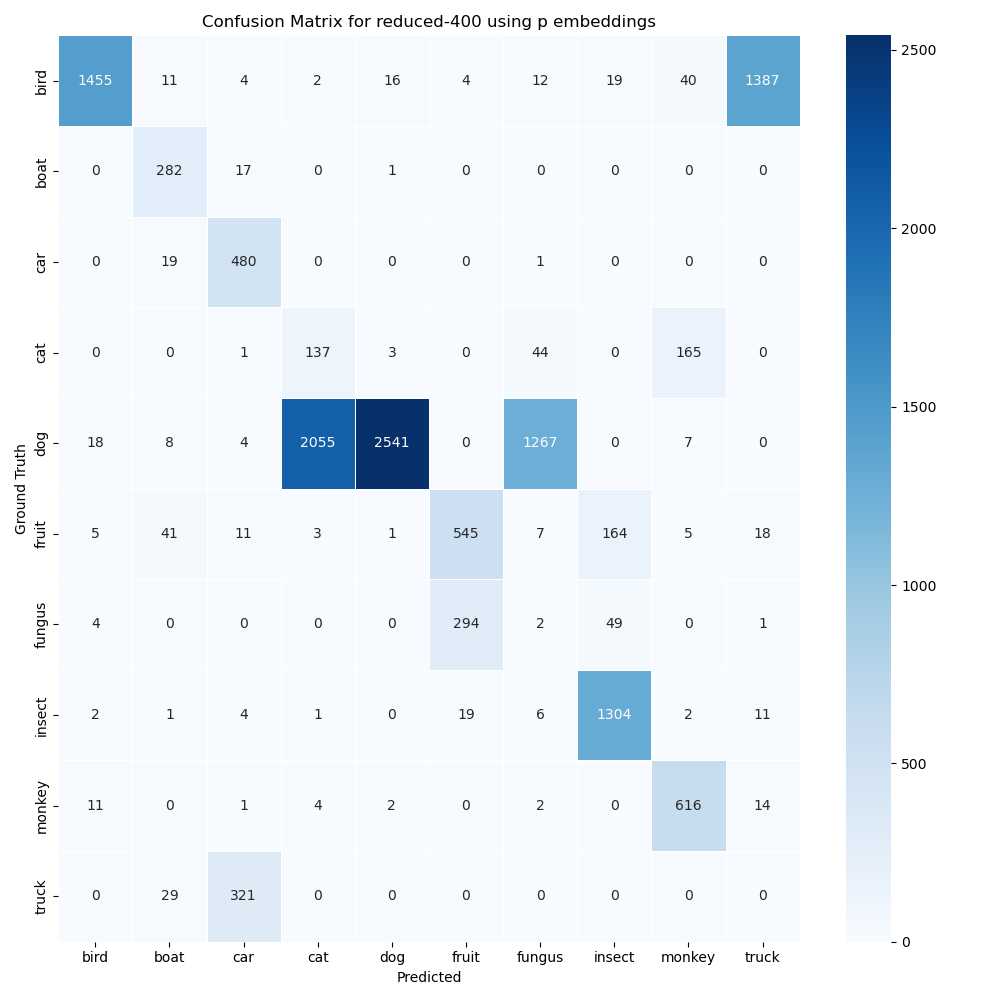 Confusion Matrix for reduced-400 using p embeddings
bird 1455 11 4 2 16 4 12 19 40 1387
boat 0 282 17 0 1 0 0 0 0 0
car 0 19 480 0 0 0 1 0 0 0
cat 0 0 1 137 3 0 44 0 165 0
dog 18 8 4 2055 2541 0 1267 0 7 0
fruit 5 41 11 3 1 545 7 164 5 18
fungus 4 0 0 0 0 294 2 49 0 1
insect 2 1 4 1 0 19 6 1304 2 11
monkey 11 0 1 4 2 0 2 0 616 14
truck 0 29 321 0 0 0 0 0 0 0
bird boat car cat dog fruit fungus insect monkey truck
Predicted
Ground Truth
2500
2000
1500
1000
500
0